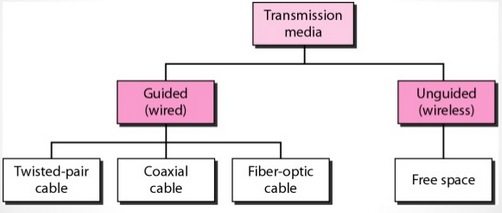 Transmission
media
Guided
(wired)
Unguided
(wireless)
Twisted-pair
cable
Coaxial
cable
Fiber-optic
cable
Free space